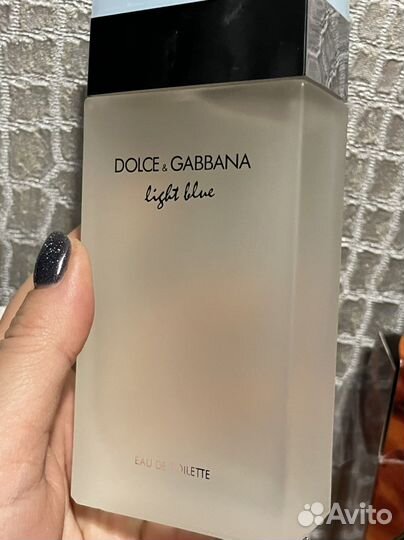 DOLCE & GABBANA
light blue
EAU DE TOILETTE
Avito